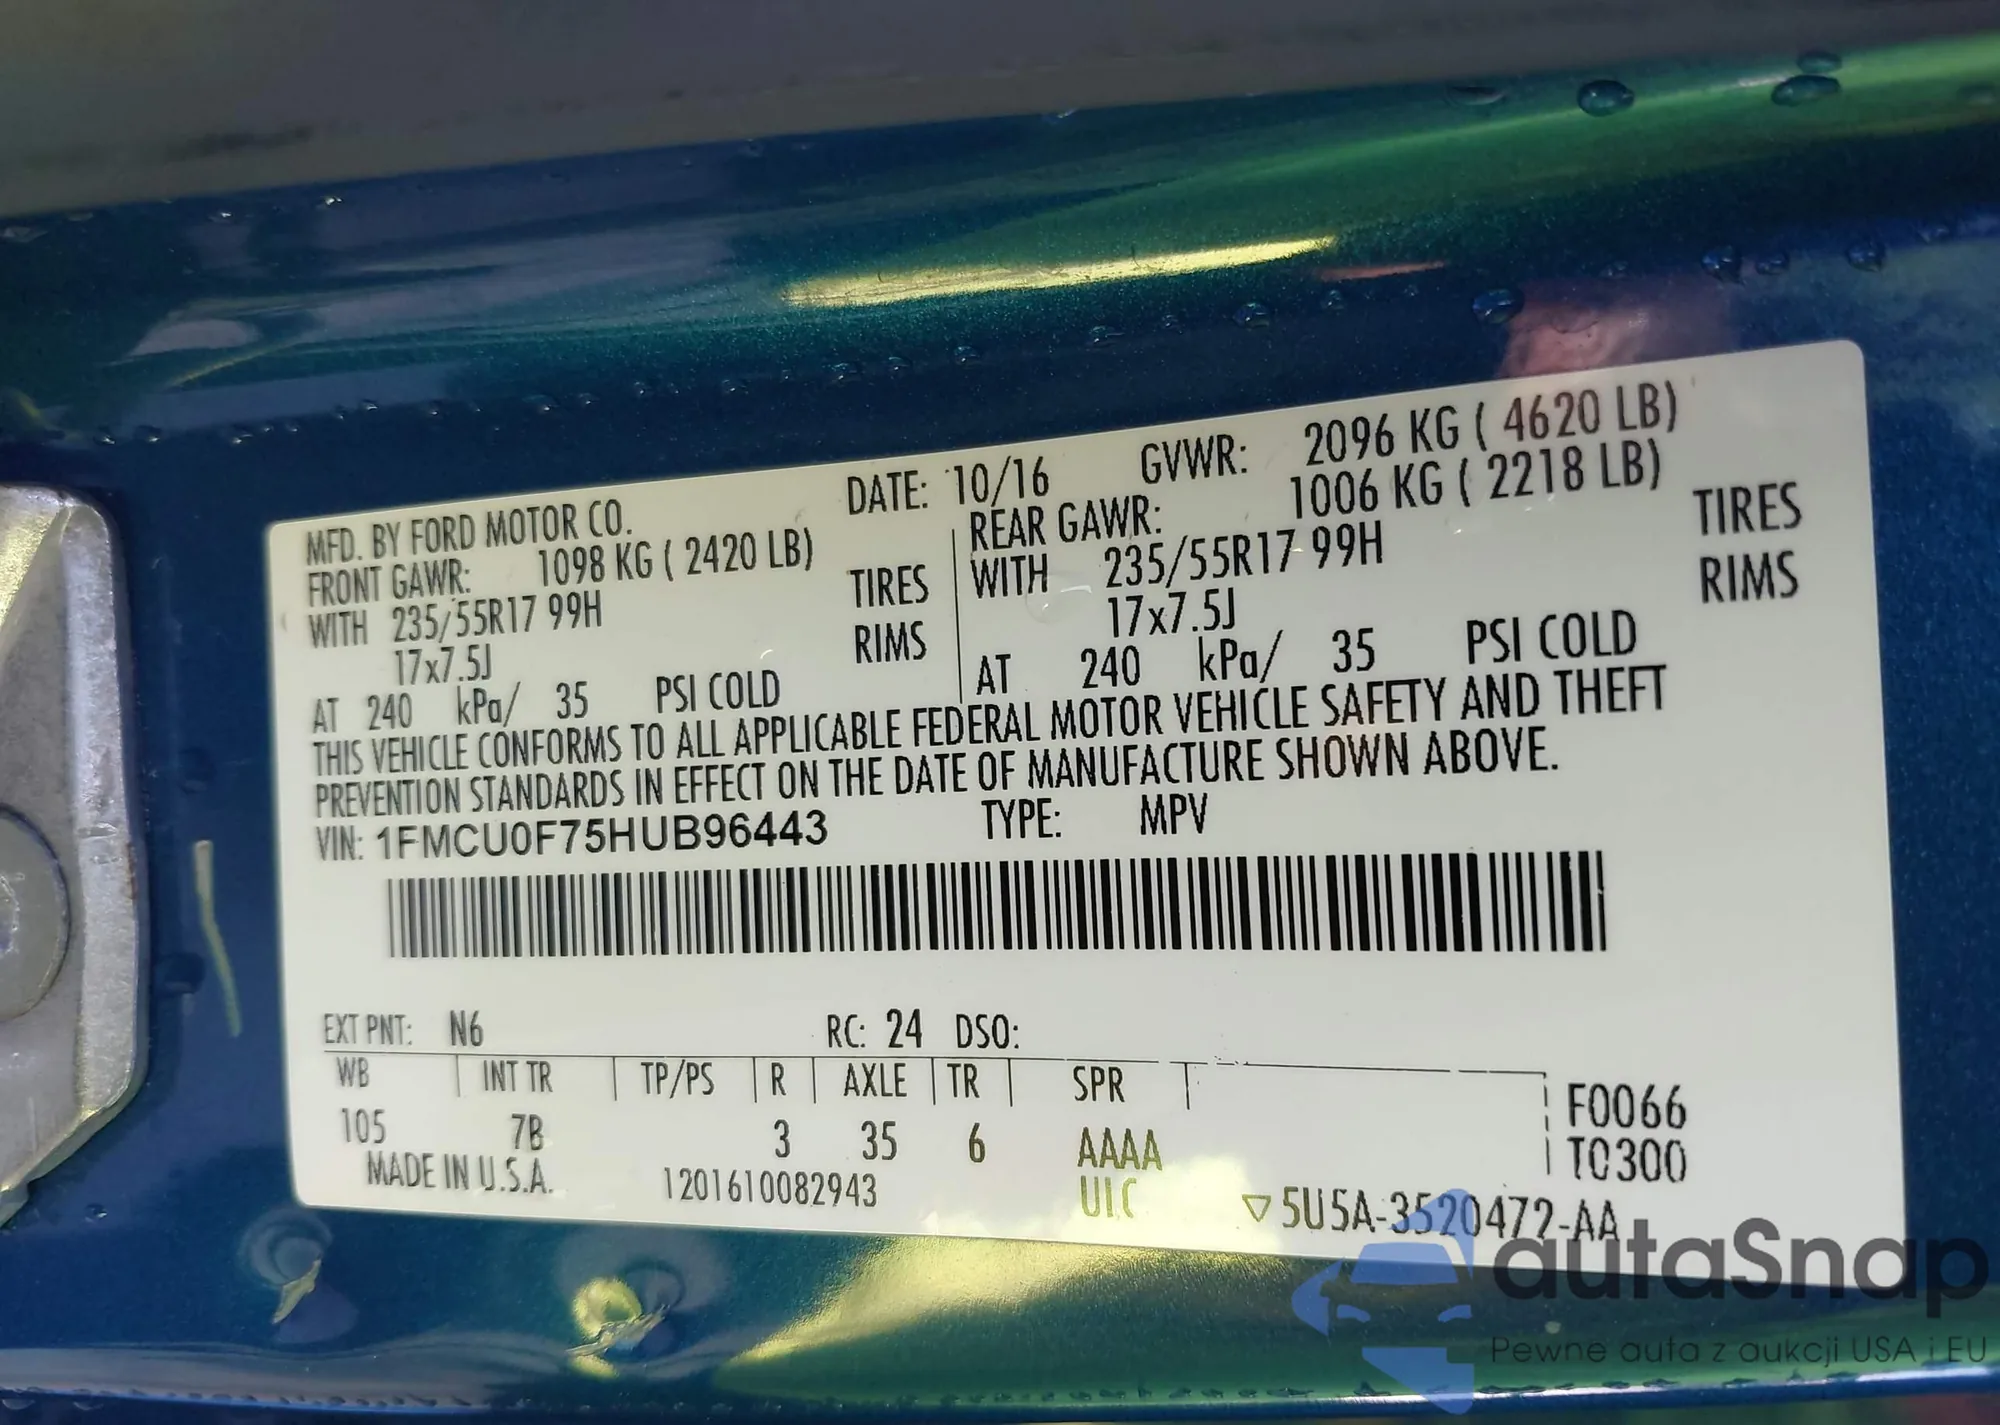 MFD. BY FORD MOTOR CO. DATE: 10/16 GVWR: 2096 KG ( 4620 LB)
FRONT GAWR: 1098 KG ( 2420 LB) REAR GAWR: 1006 KG ( 2218 LB)
WITH 235/55R17 99H TIRES WITH 235/55R17 99H TIRES
17x7.5J RIMS 17x7.5J RIMS
AT 240 kPa/ 35 PSI COLD AT 240 kPa/ 35 PSI COLD
THIS VEHICLE CONFORMS TO ALL APPLICABLE FEDERAL MOTOR VEHICLE SAFETY AND THEFT
PREVENTION STANDARDS IN EFFECT ON THE DATE OF MANUFACTURE SHOWN ABOVE.
VIN: 1FMCU0F75HUB96443 TYPE: MPV
EXT PNT: N6 RC: 24 DSO:
WB INT TR TP/PS R AXLE TR SPR
F0066
105 7B 3 35 6 AAAA T0300
MADE IN U.S.A. 1201610082943 UIC ▽5U5A-3520472-AA
autaSnap
Pewne auta z aukcji USA i EU